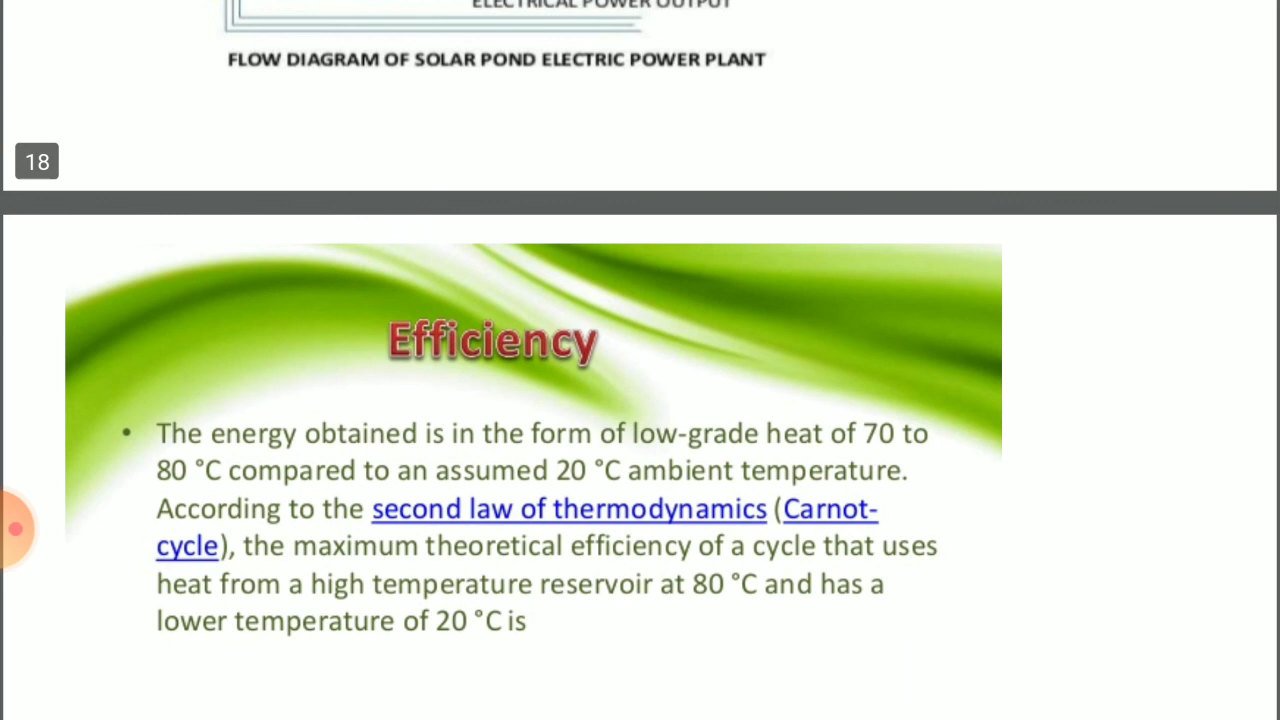 ELECTRICAL POWER OUTPUT
FLOW DIAGRAM OF SOLAR POND ELECTRIC POWER PLANT
18
Efficiency
• The energy obtained is in the form of low-grade heat of 70 to
80 °C compared to an assumed 20 °C ambient temperature.
According to the second law of thermodynamics (Carnot-
cycle), the maximum theoretical efficiency of a cycle that uses
heat from a high temperature reservoir at 80 °C and has a
lower temperature of 20 °C is